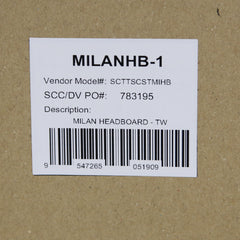 MILANHB-1
Vendor Model#: SCTTSCSTMIHB
SCC/DV PO#: 783195
Description:
MILAN HEADBOARD - TW
9 547265 051909